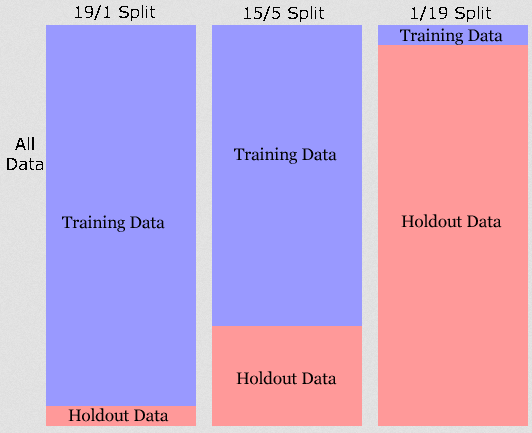 19/1 Split
15/5 Split
1/19 Split
All
Data
Training Data
Holdout Data
Training Data
Holdout Data
Training Data
Holdout Data